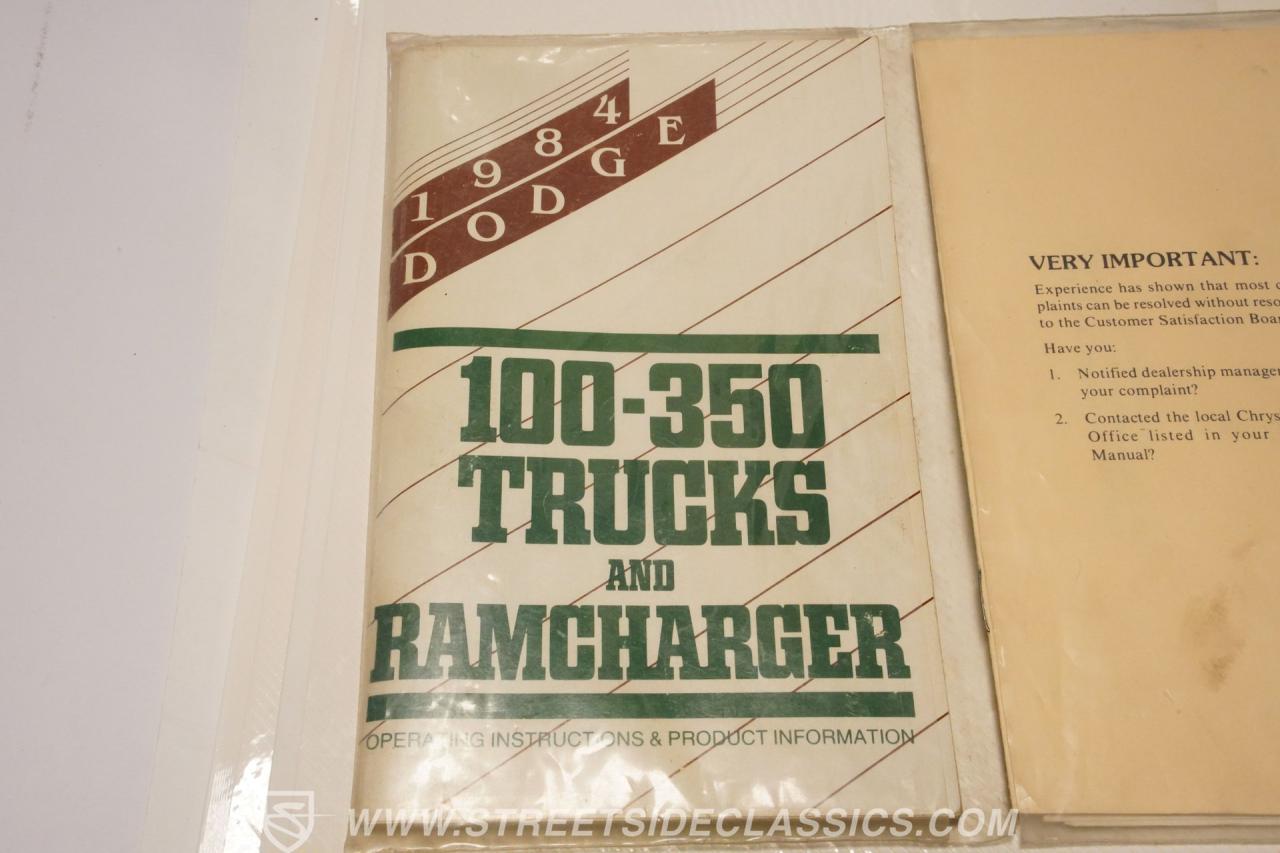 1984
DODGE
100-350
TRUCKS
AND
RAMCHARGER
OPERATING INSTRUCTIONS & PRODUCT INFORMATION
VERY IMPORTANT:
Experience has shown that most
plaints can be resolved without
to the Customer Satisfaction
Have you:
1. Notified dealership
your complaint?
2. Contacted the local
Office listed in your
Manual?
WWW.STREETSIDECLASSICS.COM